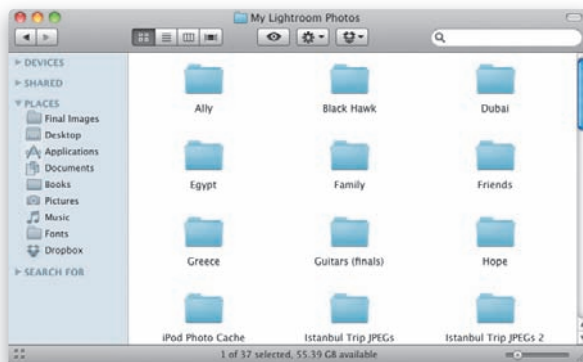 My Lightroom Photos
DEVICES
SHARED
PLACES
Final Images
Desktop
Applications
Documents
Books
Pictures
Music
Fonts
Dropbox
SEARCH FOR
Ally Black Hawk Dubai
Egypt Family Friends
Greece Guitars (finals) Hope
iPod Photo Cache Istanbul Trip JPEGs Istanbul Trip JPEGs 2
1 of 37 selected, 55.39 GB available